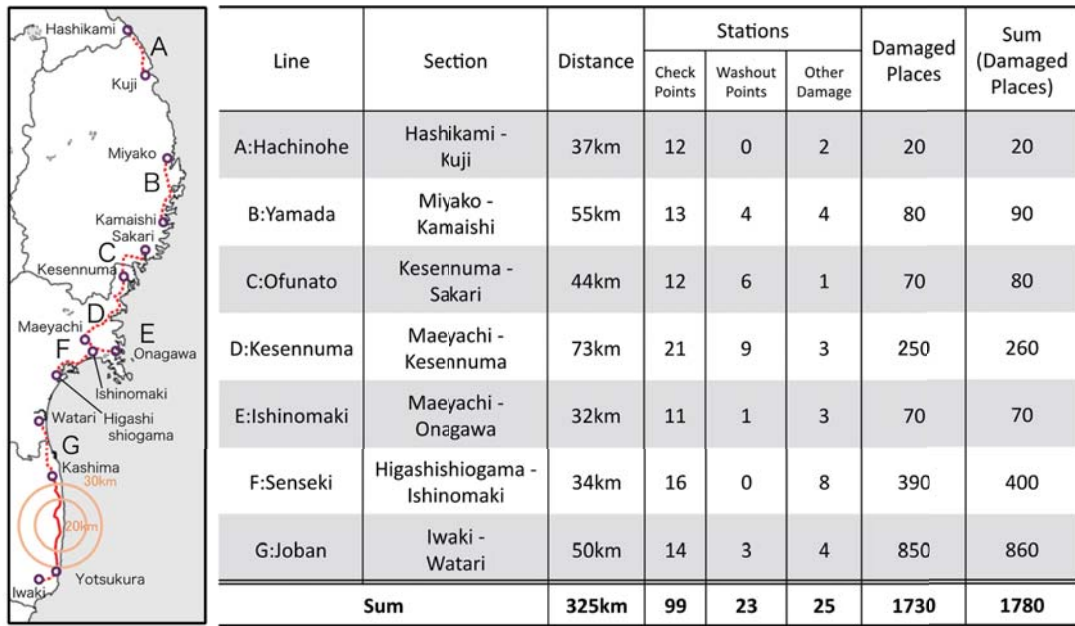 Hashikami
A
Kuji
Miyako
B
Kamaishi
Sakari
C
Kesennuma
D
Maeyachi
E
F
Onagawa
Ishinomaki
Watari
Higashi
shiogama
G
Kashima
30km
20km
Yotsukura
Iwaki
Line Section Distance Stations Damaged Places Sum (Damaged Places)
Check Points Washout Points Other Damage
A:Hachinohe Hashikami - Kuji 37km 12 0 2 20 20
B:Yamada Miyako - Kamaishi 55km 13 4 4 80 90
C:Ofunato Kesennuma - Sakari 44km 12 6 1 70 80
D:Kesennuma Maeyachi - Kesennuma 73km 21 9 3 250 260
E:Ishinomaki Maeyachi - Onagawa 32km 11 1 3 70 70
F:Senseki Higashishiogama - Ishinomaki 34km 16 0 8 390 400
G:Joban Iwaki - Watari 50km 14 3 4 850 860
Sum 325km 99 23 25 1730 1780